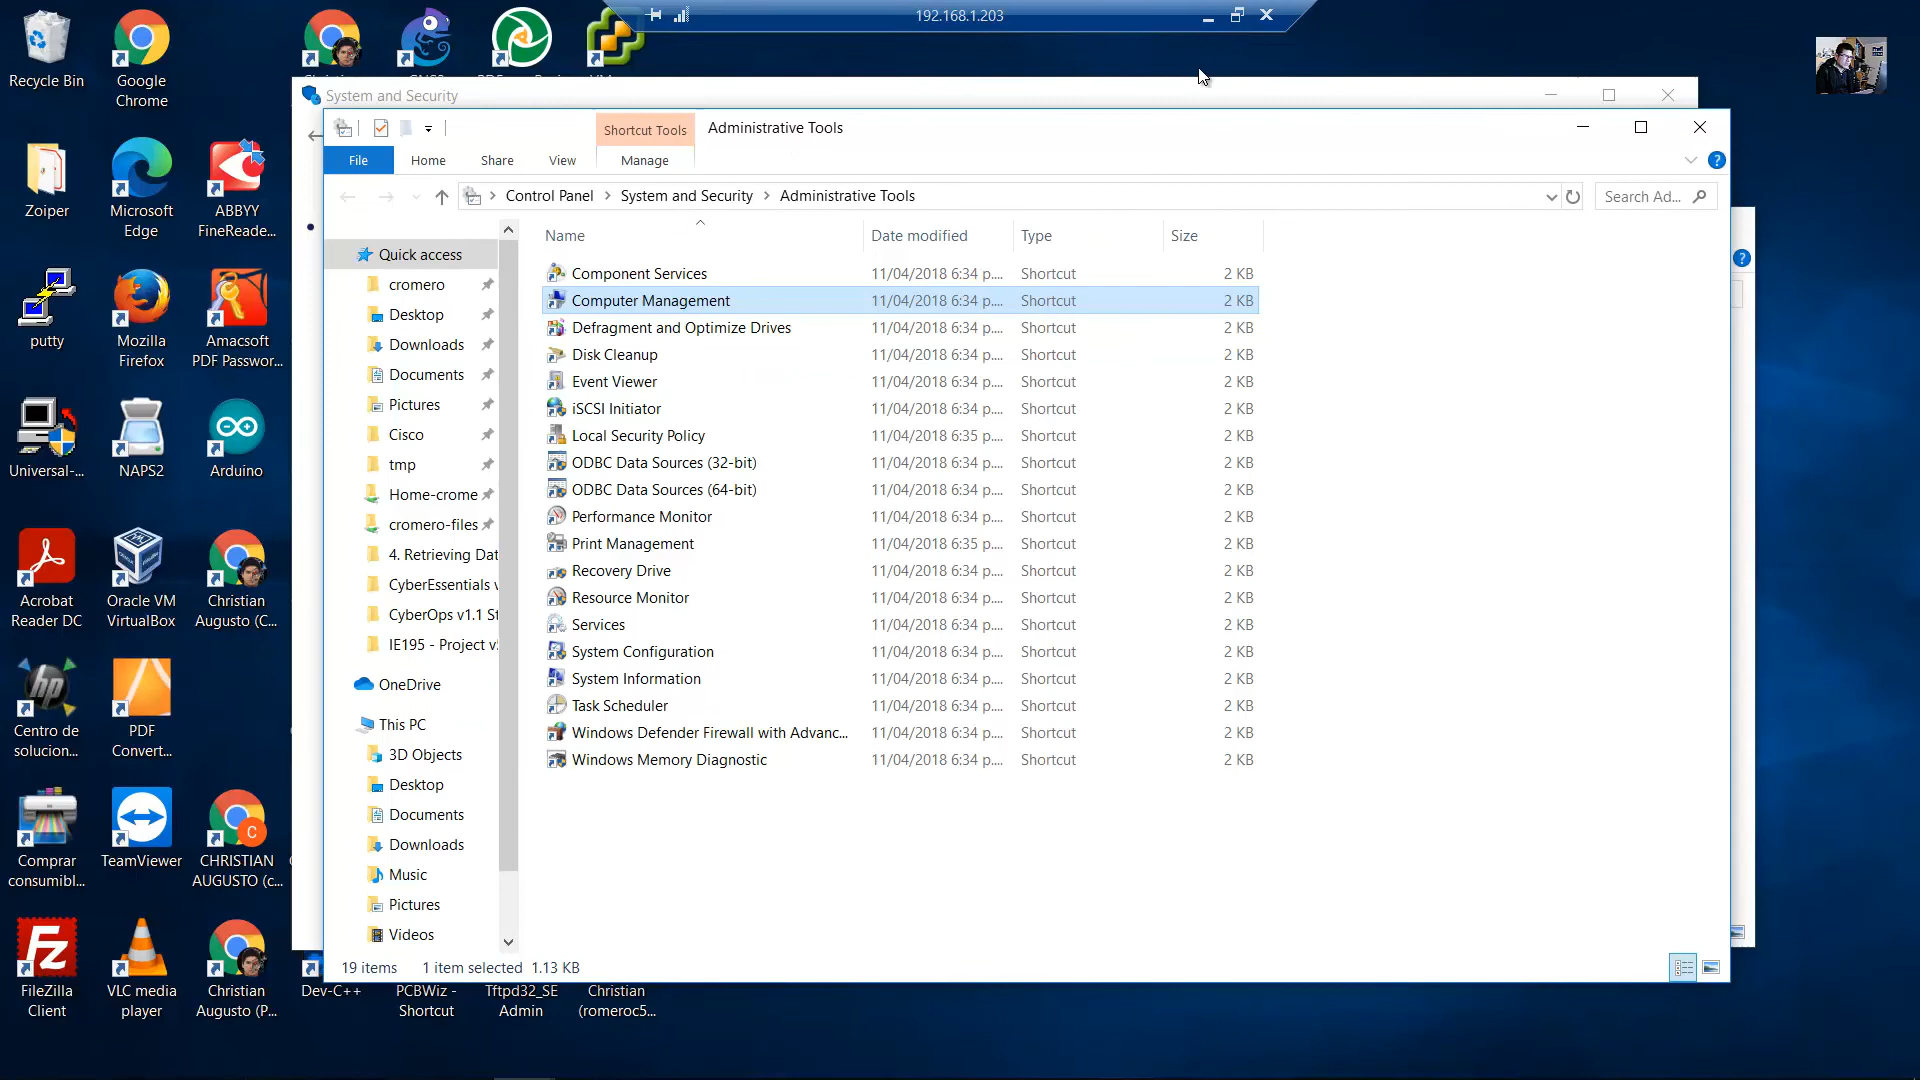 192.168.1.203
Recycle Bin
Google
Chrome
System and Security
Shortcut Tools
Administrative Tools
File
Home
Share
View
Manage
Control Panel > System and Security > Administrative Tools
Search Ad...
Zoiper
Microsoft
Edge
ABBYY
FineReade...
putty
Mozilla
Firefox
Amacsoft
PDF Passwor...
Universal-...
NAPS2
Arduino
Acrobat
Reader DC
Oracle VM
VirtualBox
Christian
Augusto (C...
Centro de
solucion...
PDF
Convert...
Comprar
consumibl...
TeamViewer
CHRISTIAN
AUGUSTO (c...
FileZilla
Client
VLC media
player
Christian
Augusto (P...
Dev-C++
PCBWiz -
Shortcut
Tftpd32_SE
Admin
Christian
(romeroc5...
Quick access
cromero
Desktop
Downloads
Documents
Pictures
Cisco
tmp
Home-crome
cromero-files
4. Retrieving Dat
CyberEssentials v
CyberOps v1.1 St
IE195 - Project v
OneDrive
This PC
3D Objects
Desktop
Documents
Downloads
Music
Pictures
Videos
Name Date modified Type Size
Component Services 11/04/2018 6:34 p.... Shortcut 2 KB
Computer Management 11/04/2018 6:34 p.... Shortcut 2 KB
Defragment and Optimize Drives 11/04/2018 6:34 p.... Shortcut 2 KB
Disk Cleanup 11/04/2018 6:34 p.... Shortcut 2 KB
Event Viewer 11/04/2018 6:34 p.... Shortcut 2 KB
iSCSI Initiator 11/04/2018 6:34 p.... Shortcut 2 KB
Local Security Policy 11/04/2018 6:35 p.... Shortcut 2 KB
ODBC Data Sources (32-bit) 11/04/2018 6:34 p.... Shortcut 2 KB
ODBC Data Sources (64-bit) 11/04/2018 6:34 p.... Shortcut 2 KB
Performance Monitor 11/04/2018 6:34 p.... Shortcut 2 KB
Print Management 11/04/2018 6:35 p.... Shortcut 2 KB
Recovery Drive 11/04/2018 6:34 p.... Shortcut 2 KB
Resource Monitor 11/04/2018 6:34 p.... Shortcut 2 KB
Services 11/04/2018 6:34 p.... Shortcut 2 KB
System Configuration 11/04/2018 6:34 p.... Shortcut 2 KB
System Information 11/04/2018 6:34 p.... Shortcut 2 KB
Task Scheduler 11/04/2018 6:34 p.... Shortcut 2 KB
Windows Defender Firewall with Advanc... 11/04/2018 6:34 p.... Shortcut 2 KB
Windows Memory Diagnostic 11/04/2018 6:34 p.... Shortcut 2 KB
19 items 1 item selected 1.13 KB